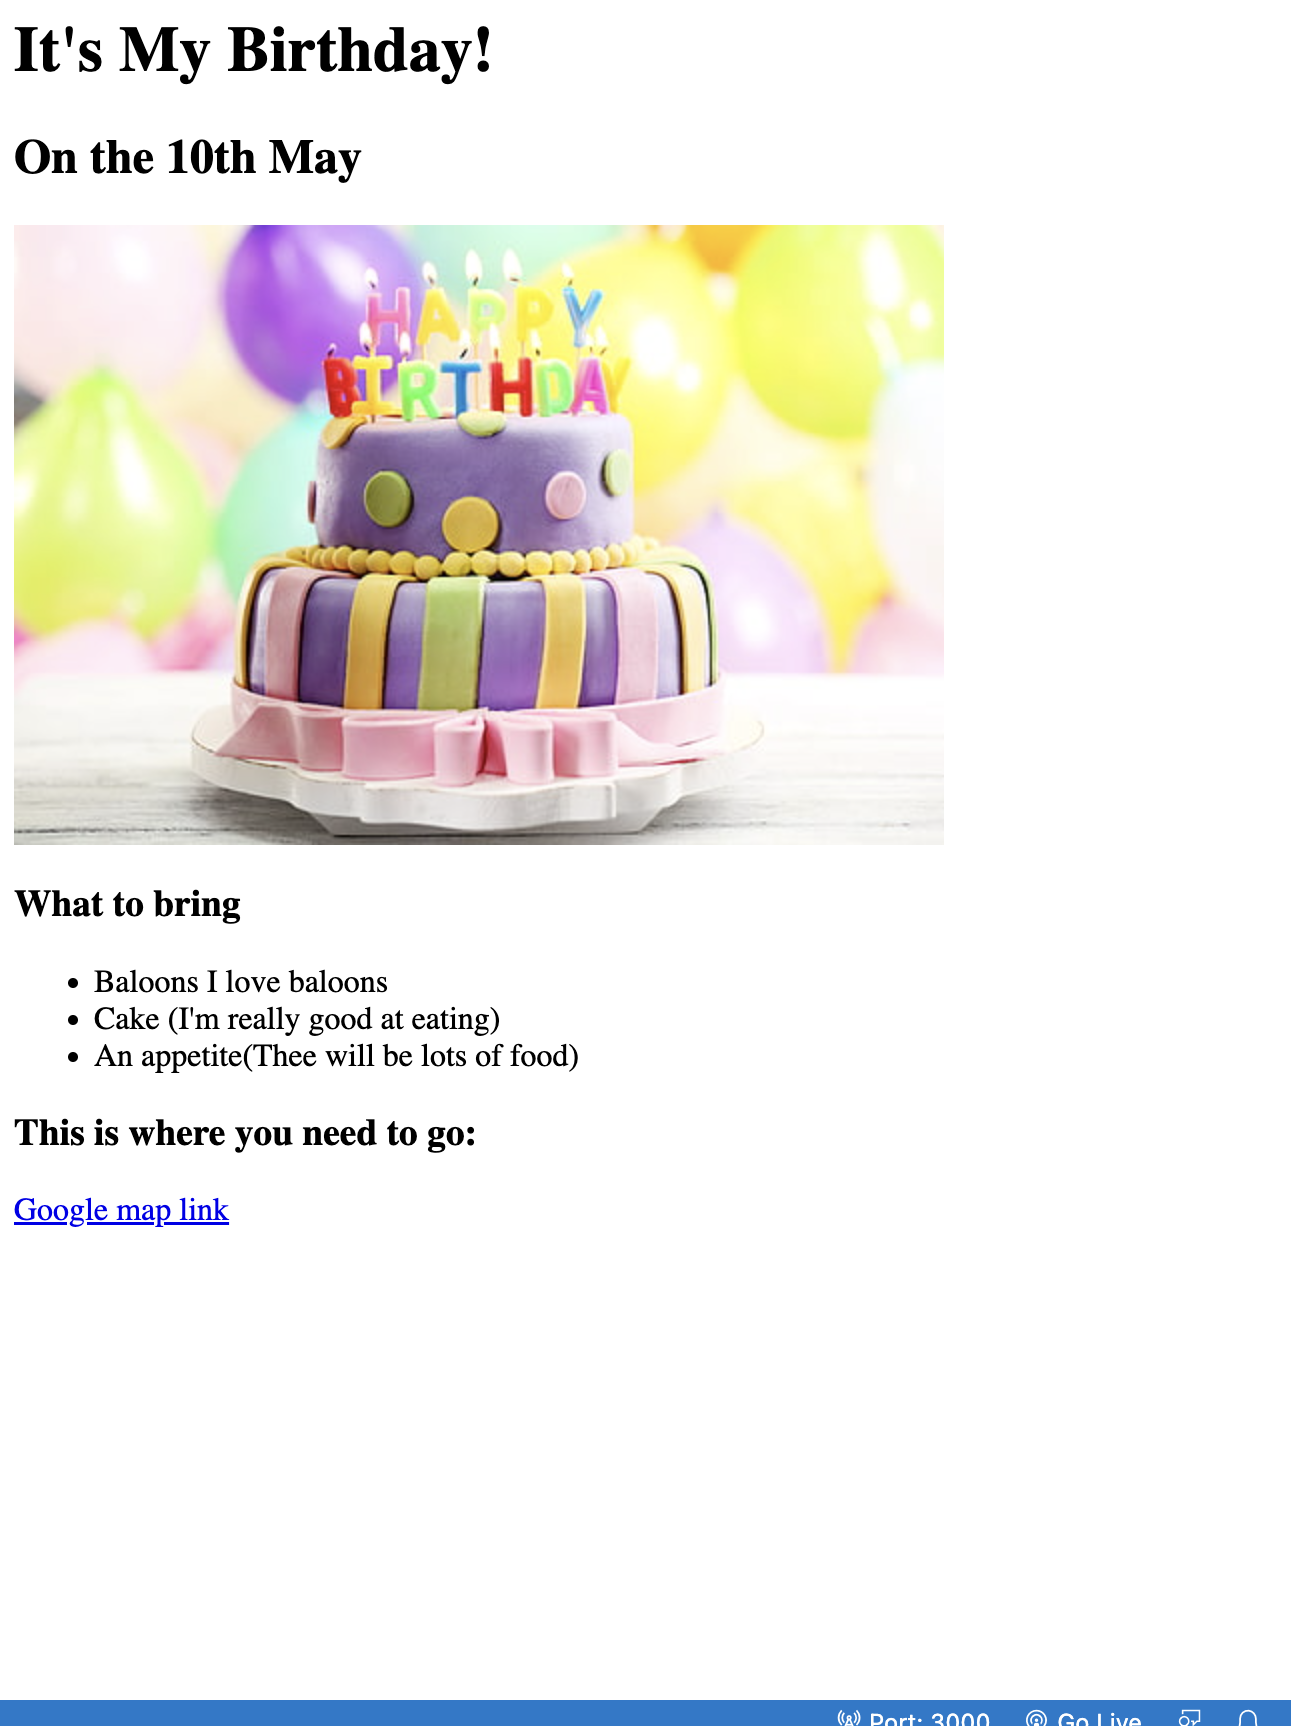 It's My Birthday!
On the 10th May
HAPPY
BIRTHDAY
What to bring
Baloons I love baloons
Cake (I'm really good at eating)
An appetite(Thee will be lots of food)
This is where you need to go:
Google map link
Port: 3000 Go Live